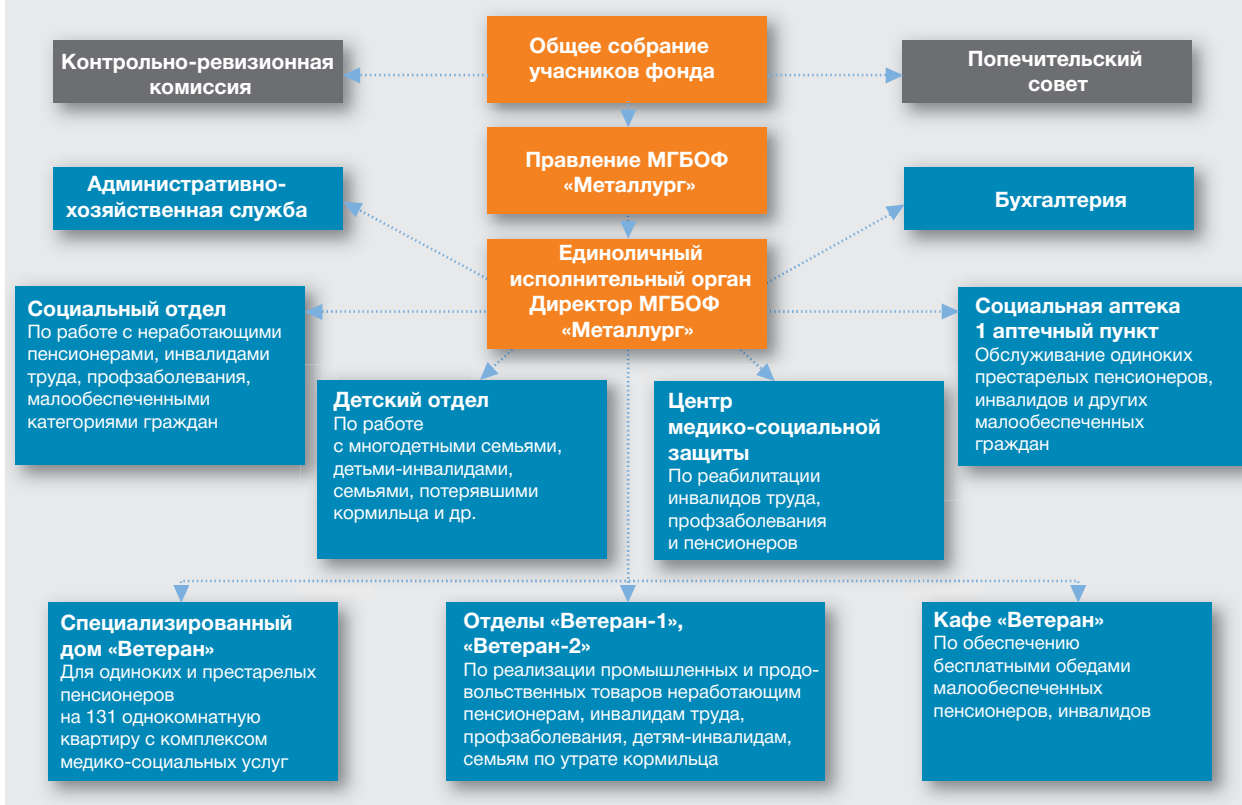 Общее собрание
учасников фонда
Контрольно-ревизионная
комиссия
Попечительский
совет
Правление МГБОФ
«Металлург»
Административно-
хозяйственная служба
Бухгалтерия
Единоличный
исполнительный орган
Директор МГБОФ
«Металлург»
Социальный отдел
По работе с неработающими
пенсионерами, инвалидами
труда, профзаболевания,
малообеспеченными
категориями граждан
Социальная аптека
1 аптечный пункт
Обслуживание одиноких
престарелых пенсионеров,
инвалидов и других
малообеспеченных
граждан
Детский отдел
По работе
с многодетными семьями,
детьми-инвалидами,
семьями, потерявшими
кормильца и др.
Центр
медико-социальной
защиты
По реабилитации
инвалидов труда,
профзаболевания
и пенсионеров
Специализированный
дом «Ветеран»
Для одиноких и престарелых
пенсионеров
на 131 однокомнатную
квартиру с комплексом
медико-социальных услуг
Отделы «Ветеран-1»,
«Ветеран-2»
По реализации промышленных и продо-
вольственных товаров неработающим
пенсионерам, инвалидам труда,
профзаболевания, детям-инвалидам,
семьям по утрате кормильца
Кафе «Ветеран»
По обеспечению
бесплатными обедами
малообеспеченных
пенсионеров, инвалидов